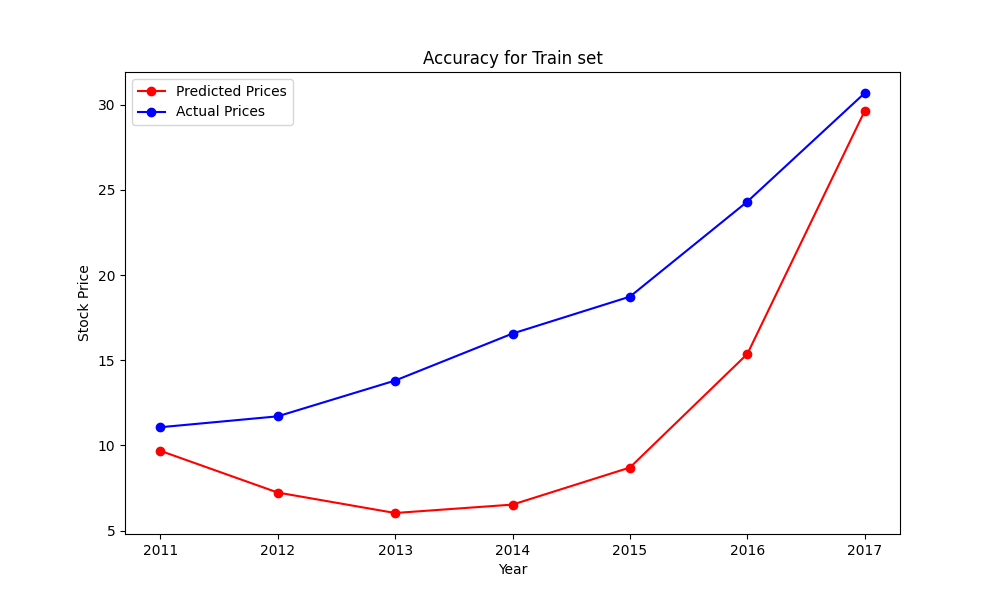 Accuracy for Train set
Predicted Prices
Actual Prices
30
25
20
15
10
5
Stock Price
2011 2012 2013 2014 2015 2016 2017
Year